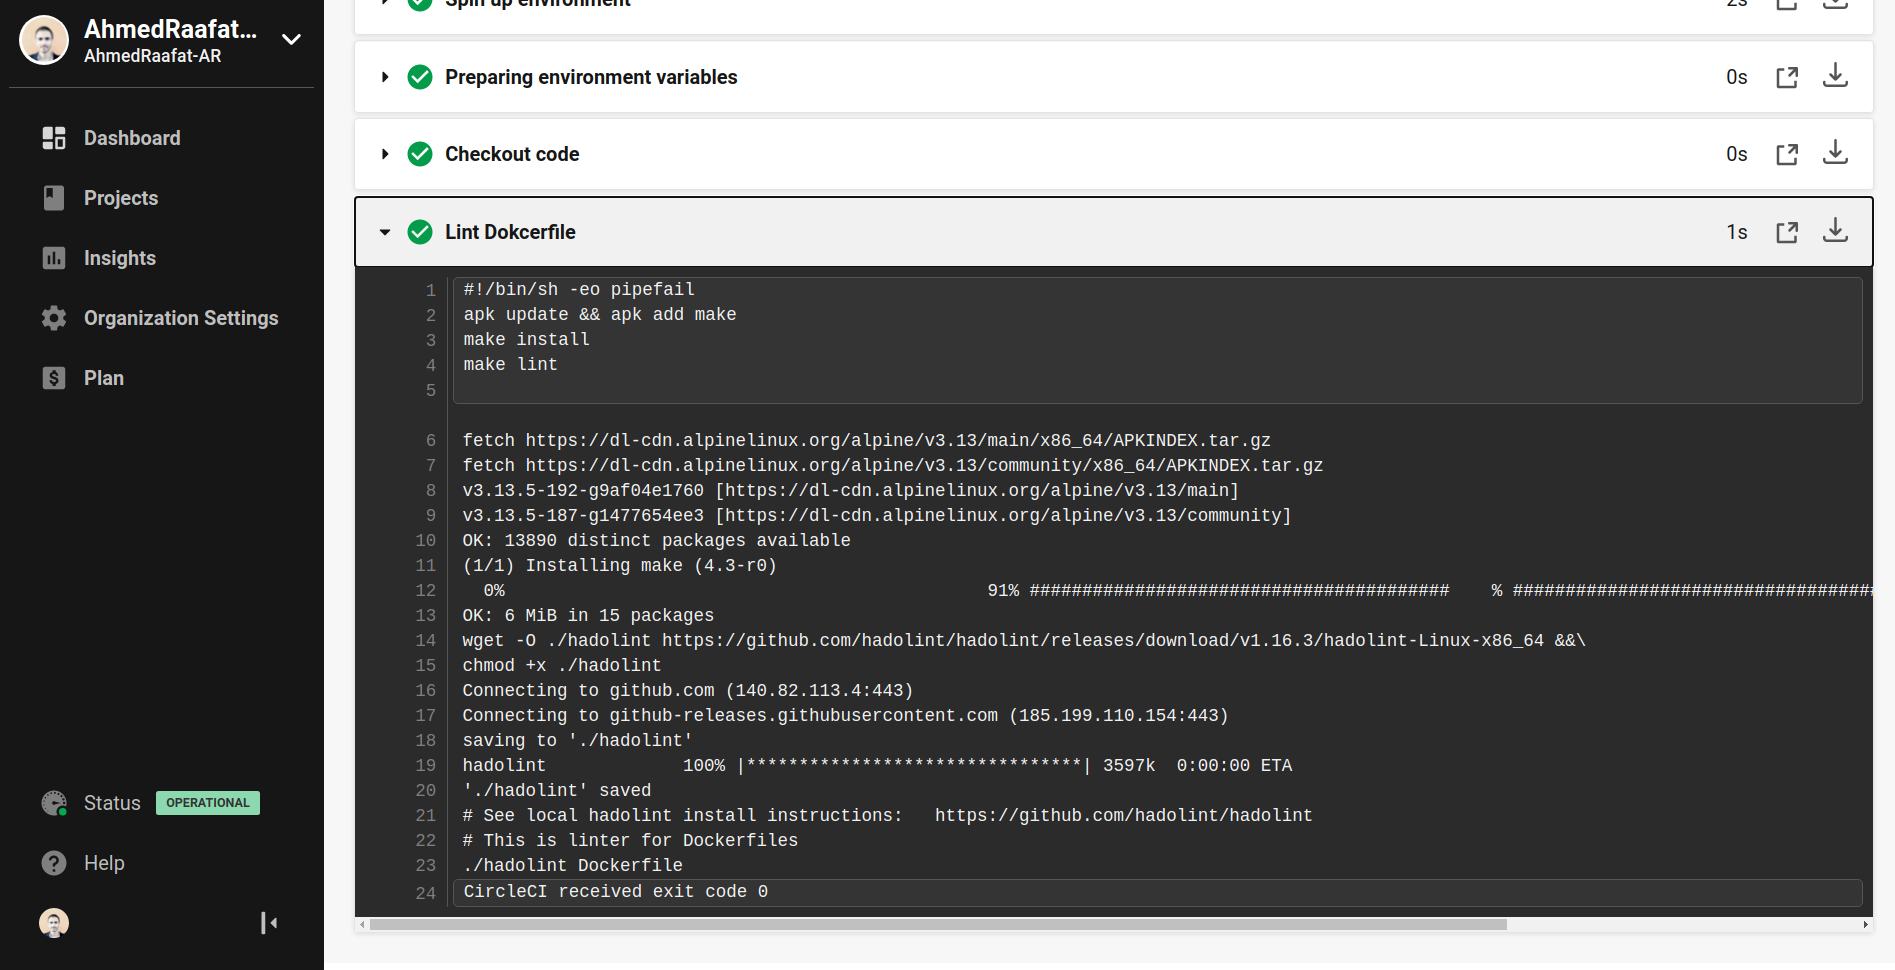 AhmedRaafat...
AhmedRaafat-AR
Dashboard
Projects
Insights
Organization Settings
Plan
Status OPERATIONAL
Help
Spin up environment 2s
Preparing environment variables 0s
Checkout code 0s
Lint Dokcerfile 1s
1 #!/bin/sh -eo pipefail
2 apk update && apk add make
3 make install
4 make lint
5
6 fetch https://dl-cdn.alpinelinux.org/alpine/v3.13/main/x86_64/APKINDEX.tar.gz
7 fetch https://dl-cdn.alpinelinux.org/alpine/v3.13/community/x86_64/APKINDEX.tar.gz
8 v3.13.5-192-g9af04e1760 [https://dl-cdn.alpinelinux.org/alpine/v3.13/main]
9 v3.13.5-187-g1477654ee3 [https://dl-cdn.alpinelinux.org/alpine/v3.13/community]
10 OK: 13890 distinct packages available
11 (1/1) Installing make (4.3-r0)
12   0%                                              91% ########################################    % ###################################
13 OK: 6 MiB in 15 packages
14 wget -O ./hadolint https://github.com/hadolint/hadolint/releases/download/v1.16.3/hadolint-Linux-x86_64 &&\
15 chmod +x ./hadolint
16 Connecting to github.com (140.82.113.4:443)
17 Connecting to github-releases.githubusercontent.com (185.199.110.154:443)
18 saving to './hadolint'
19 hadolint             100% |********************************| 3597k  0:00:00 ETA
20 './hadolint' saved
21 # See local hadolint install instructions:   https://github.com/hadolint/hadolint
22 # This is linter for Dockerfiles
23 ./hadolint Dockerfile
24 CircleCI received exit code 0